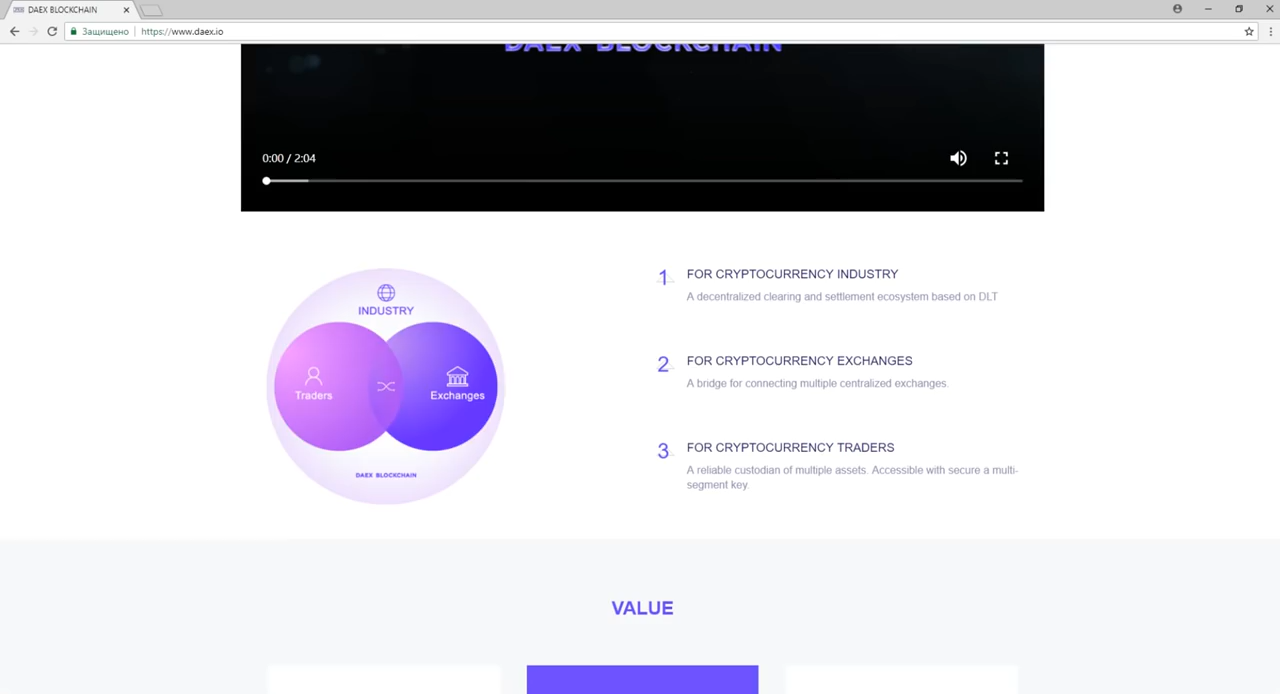 DAEX BLOCKCHAIN
Защищено
https://www.daex.io
DAEX BLOCKCHAIN
0:00 / 2:04
INDUSTRY
Traders
Exchanges
DAEX BLOCKCHAIN
1 FOR CRYPTOCURRENCY INDUSTRY
A decentralized clearing and settlement ecosystem based on DLT
2 FOR CRYPTOCURRENCY EXCHANGES
A bridge for connecting multiple centralized exchanges.
3 FOR CRYPTOCURRENCY TRADERS
A reliable custodian of multiple assets. Accessible with secure a multi-
segment key.
VALUE